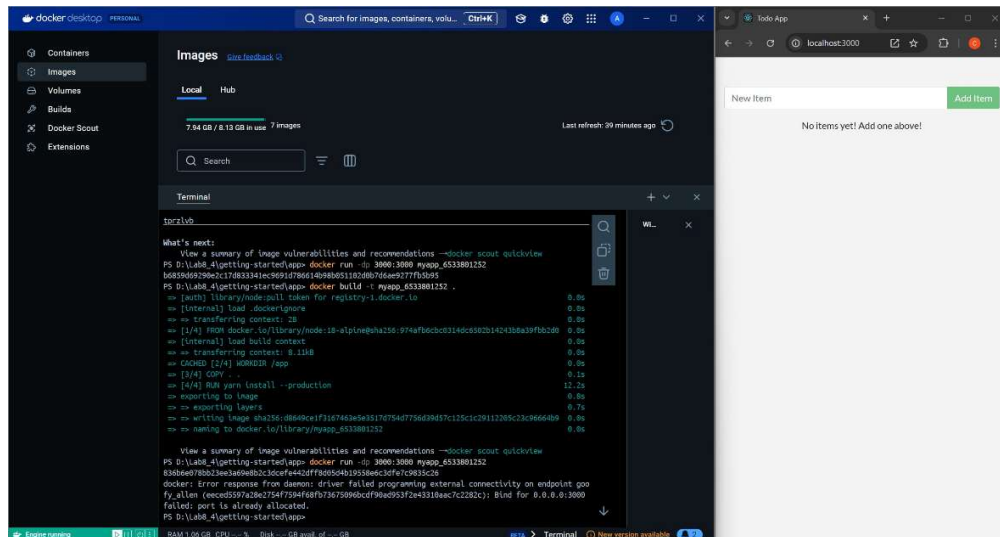 docker desktop PERSONAL
Search for images, containers, volu... Ctrl+K
A
Containers
Images
Volumes
Builds
Docker Scout
Extensions
Images Give feedback
Local Hub
7.94 GB / 8.13 GB in use 7 images
Last refresh: 39 minutes ago
Search
Terminal
tprzlvb
What's next:
View a summary of image vulnerabilities and recommendations → docker scout quickview
PS D:\Lab8_4\getting-started\app> docker run -dp 3000:3000 myapp_6533801252
PS D:\Lab8_4\getting-started\app> docker build -t myapp_6533801252 .
=> [auth] library/node:pull token for registry-1.docker.io 0.0s
=> [internal] load .dockerignore 0.0s
=> => transferring context: 2B 0.0s
=> [1/4] FROM docker.io/library/node:18-alpine@sha256:974afb6cbc0314dc6502b14243b8a39fbb2d0 0.0s
=> [internal] load build context 0.0s
=> => transferring context: 8.11kB 0.0s
=> CACHED [2/4] WORKDIR /app 0.0s
=> [3/4] COPY . . 0.1s
=> [4/4] RUN yarn install --production 12.2s
=> exporting to image 0.8s
=> => exporting layers 0.7s
=> => writing image 0.0s
=> => naming to docker.io/library/myapp_6533801252 0.0s
View a summary of image vulnerabilities and recommendations → docker scout quickview
PS D:\Lab8_4\getting-started\app> docker run -dp 3000:3000 myapp_6533801252
docker: Error response from daemon: driver failed programming external connectivity on endpoint goo
fy_allen Bind for 0.0.0.0:3000
failed: port is already allocated.
PS D:\Lab8_4\getting-started\app>
Wi...
Engine running
RAM 1.06 GB CPU --.-- % Disk --.-- GB avail. of --.-- GB
BETA > Terminal New version available 2
Todo App
localhost:3000
C
New Item
Add Item
No items yet! Add one above!